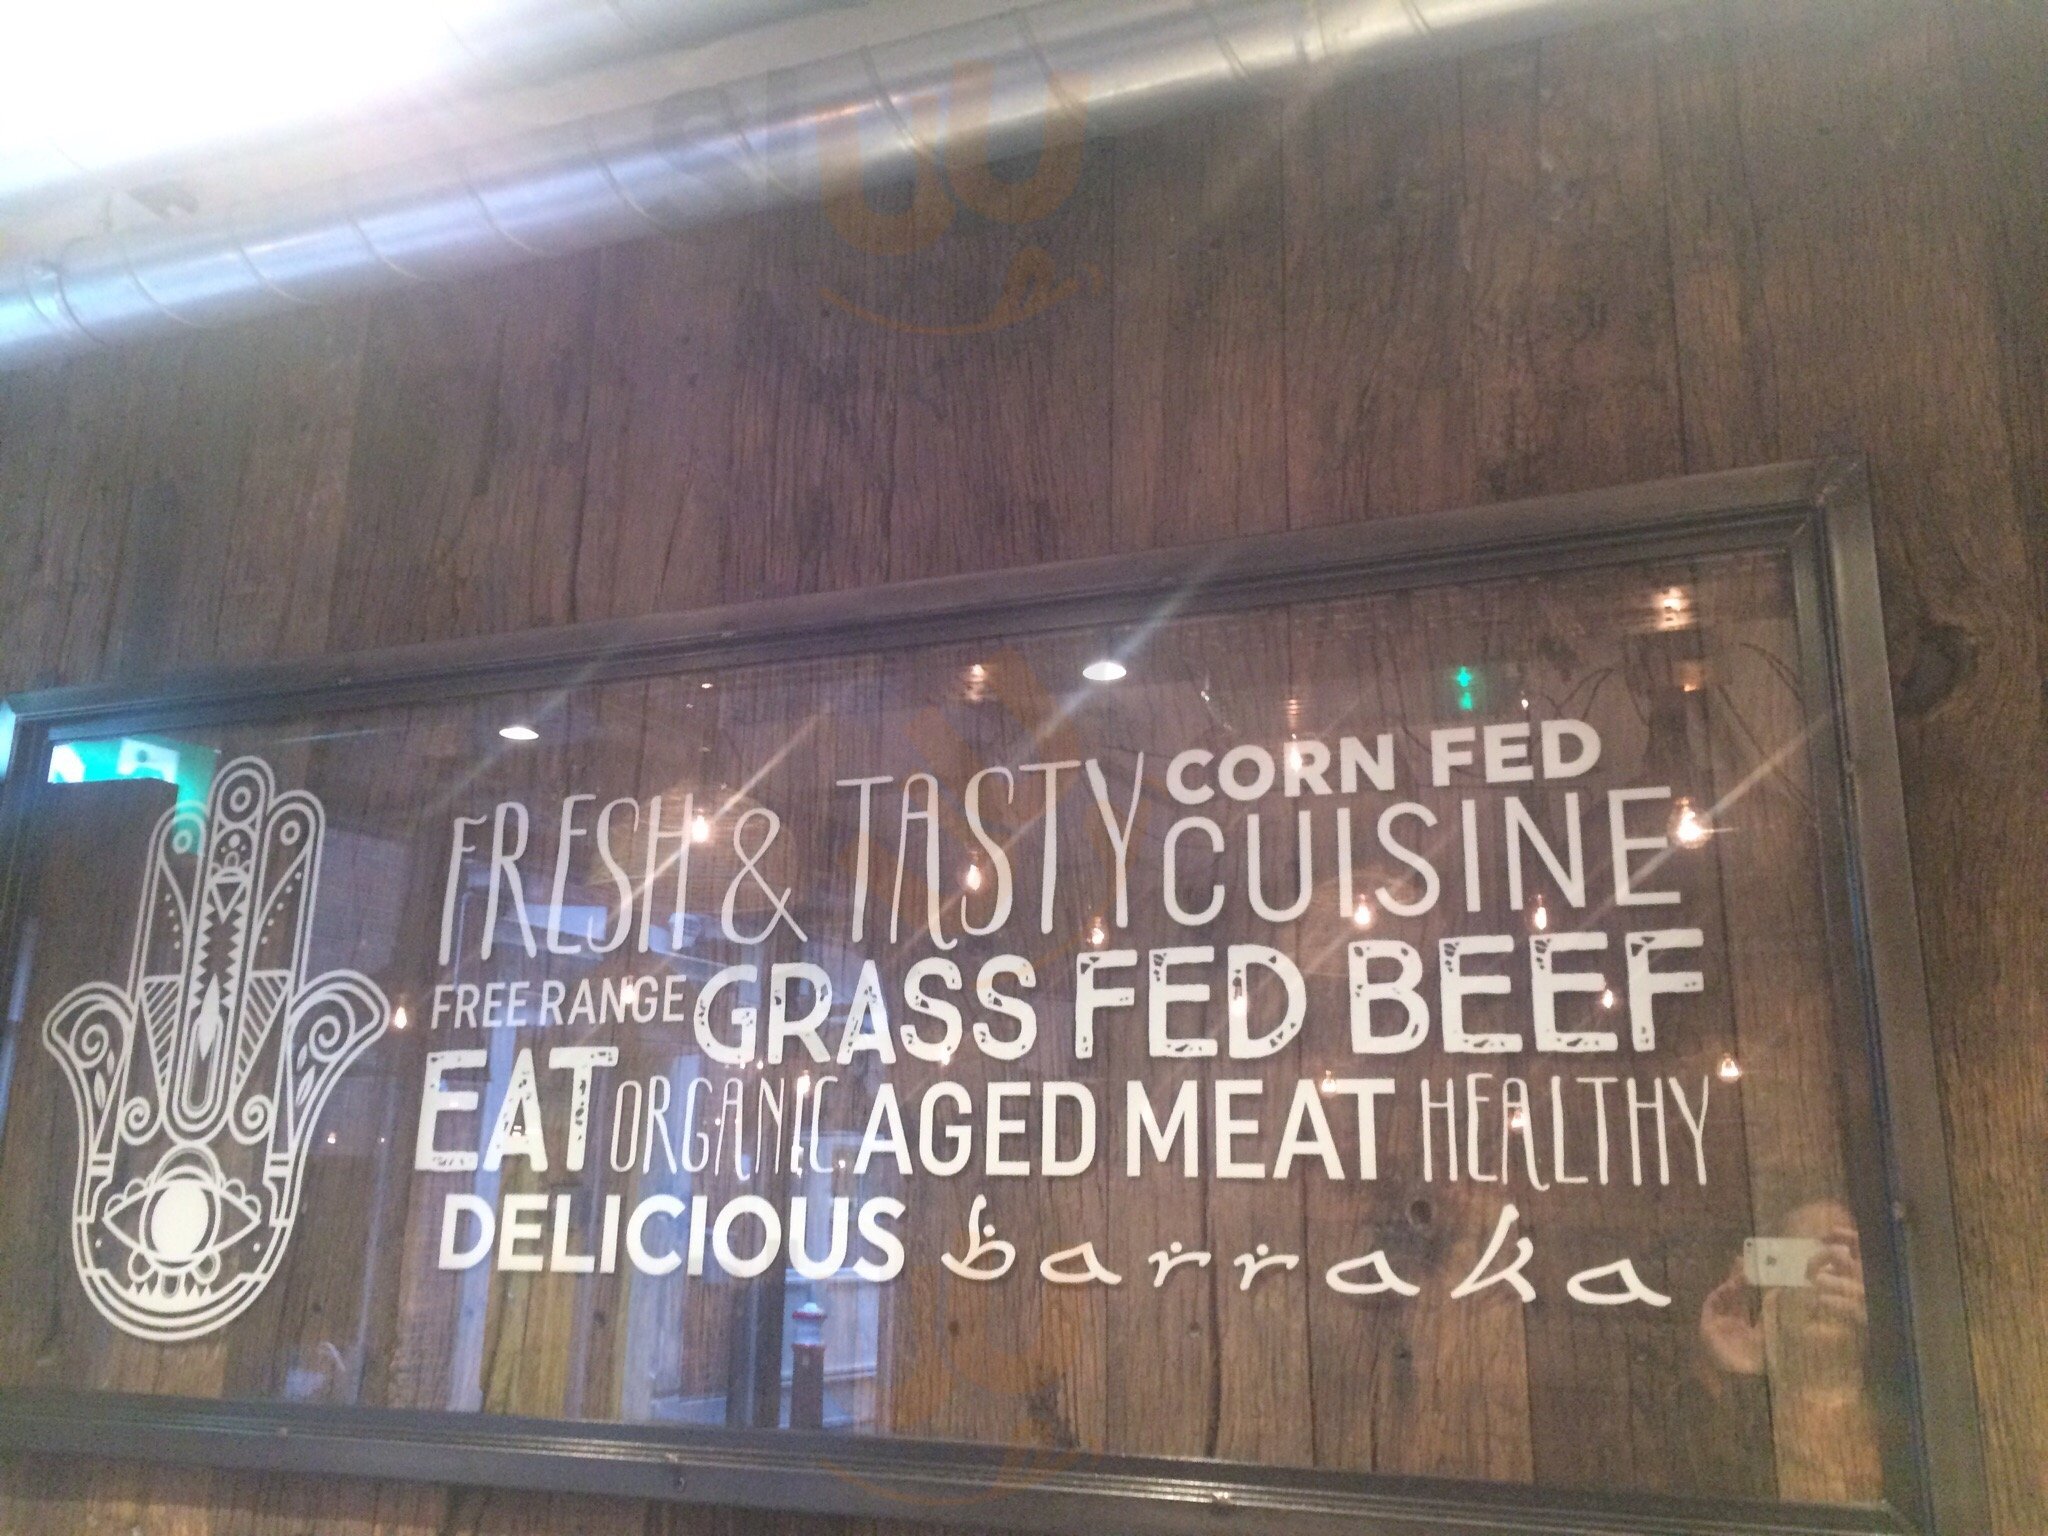 FRESH & TASTY CORN FED
CUISINE
FREE RANGE GRASS FED BEEF
EAT ORGANIC AGED MEAT HEALTHY
DELICIOUS barraka